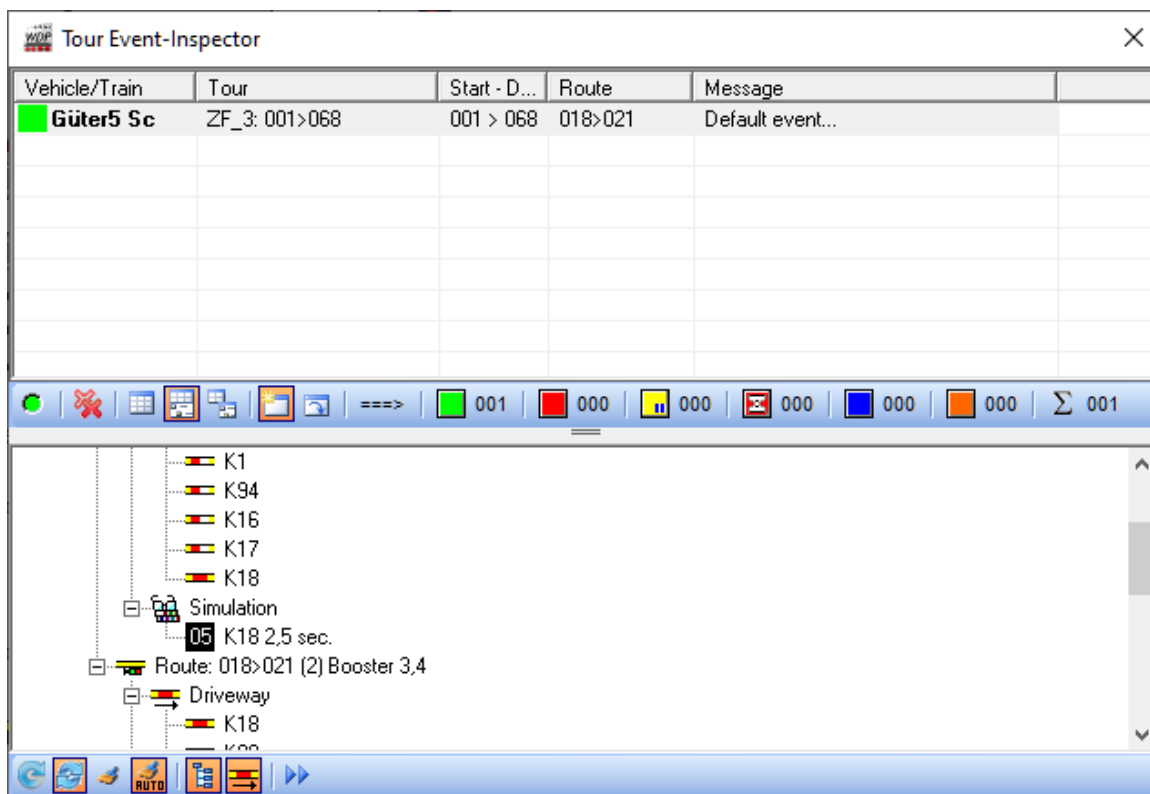 WDP Tour Event-Inspector
Vehicle/Train Tour Start - D... Route Message
Güter5 Sc ZF_3: 001>068 001 > 068 018>021 Default event...
===> 001 000 000 000 000 000 Σ 001
K1
K94
K16
K17
K18
Simulation
05 K18 2,5 sec.
Route: 018>021 (2) Booster 3,4
Driveway
K18
AUTO